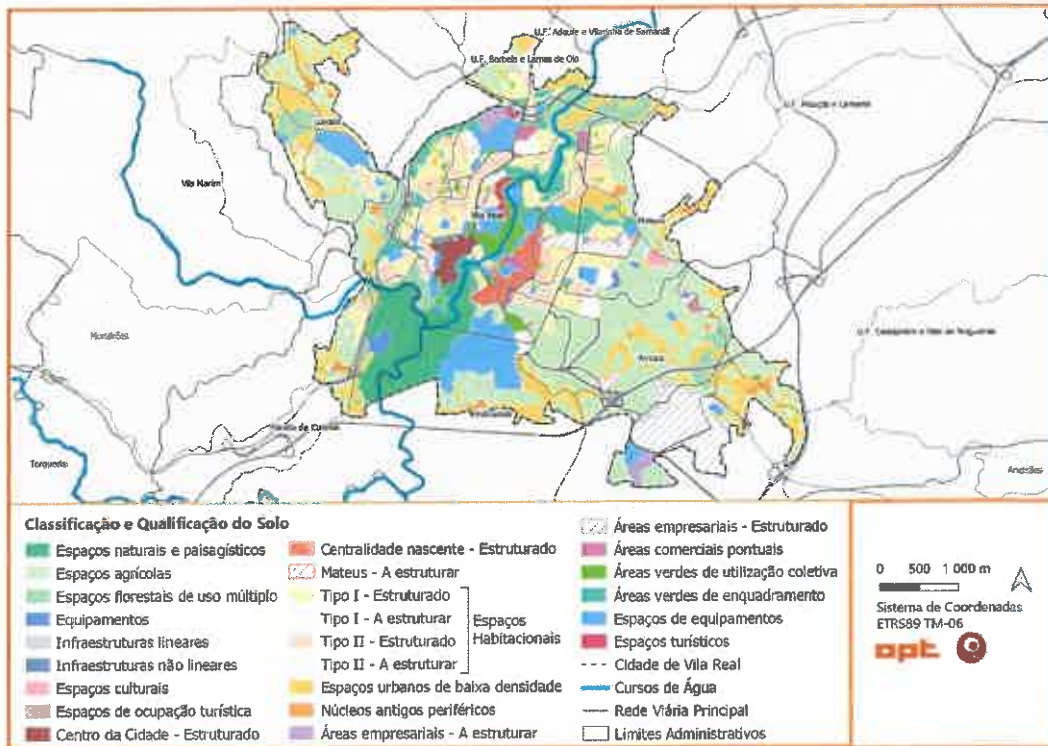 U.F. Adoufe e Vilarinho de Samardã
U.F. Borbela e Lamas de Olo
Vila Marim
Vila Real
Mateus
Mondrões
Arroios
Parada de Cunhos
Torgueda
Andrães
Classificação e Qualificação do Solo
Espaços naturais e paisagísticos
Espaços agrícolas
Espaços florestais de uso múltiplo
Equipamentos
Infraestruturas lineares
Infraestruturas não lineares
Espaços culturais
Espaços de ocupação turística
Centro da Cidade - Estruturado
Centralidade nascente - Estruturado
Mateus - A estruturar
Tipo I - Estruturado
Tipo I - A estruturar
Tipo II - Estruturado
Tipo II - A estruturar
Espaços
Habitacionais
Espaços urbanos de baixa densidade
Núcleos antigos periféricos
Áreas empresariais - A estruturar
Áreas empresariais - Estruturado
Áreas comerciais pontuais
Áreas verdes de utilização coletiva
Áreas verdes de enquadramento
Espaços de equipamentos
Espaços turísticos
Cidade de Vila Real
Cursos de Água
Rede Viária Principal
Limites Administrativos
0 500 1 000 m
Sistema de Coordenadas
ETRS89 TM-06
opt